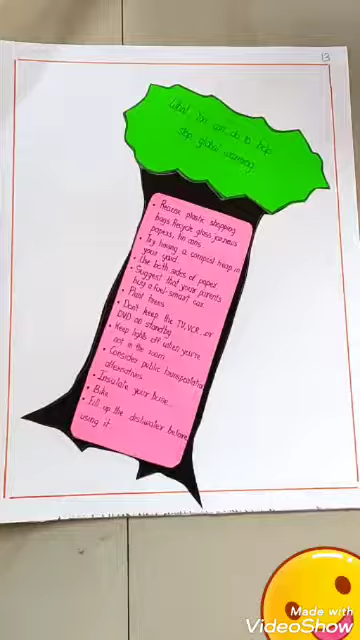 13
What You can do to help
stop global warming.
• Reuse plastic shopping
bags. Recycle glass, jar, news
papers, tin cans
• Try having a compost heap in
your yard
• Use both sides of paper
• Suggest that your parents
buy a fuel-smart car
• Plant trees
• Don't keep the TV, VCR, or
DVD on standby
• Keep lights off when you're
not in the room
• Consider public transportation
alternatives
• Insulate your home
• Bike
• Fill up the dishwater before
using it
Made with
VideoShow